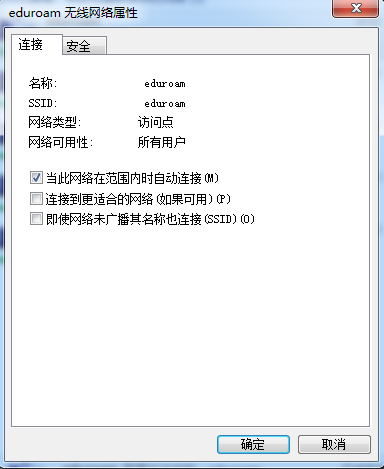 eduroam 无线网络属性
连接 安全
名称: eduroam
SSID: eduroam
网络类型: 访问点
网络可用性: 所有用户
当此网络在范围内时自动连接(M)
连接到更适合的网络(如果可用)(P)
即使网络未广播其名称也连接(SSID)(O)
确定 取消